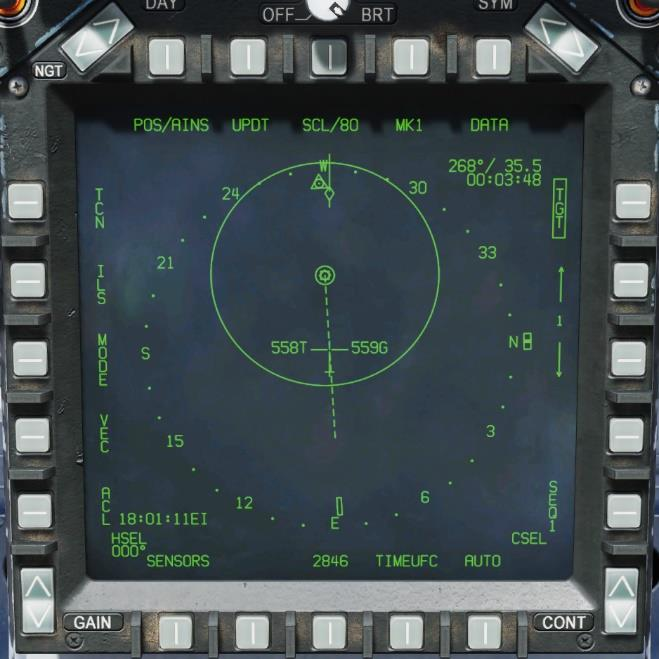 DAY
OFF
BRT
SYM
NGT
POS/AINS UPDT SCL/80 MK1 DATA
W
268°/ 35.5
00:03:48
24
30
TCN
TGT
33
21
ILS
1
N
558T
559G
S
MODE
3
15
VEC
12
6
E
ACL
18:01:11EI
SEQ1
HSEL
000°
CSEL
SENSORS 2846 TIMEUFC AUTO
GAIN
CONT